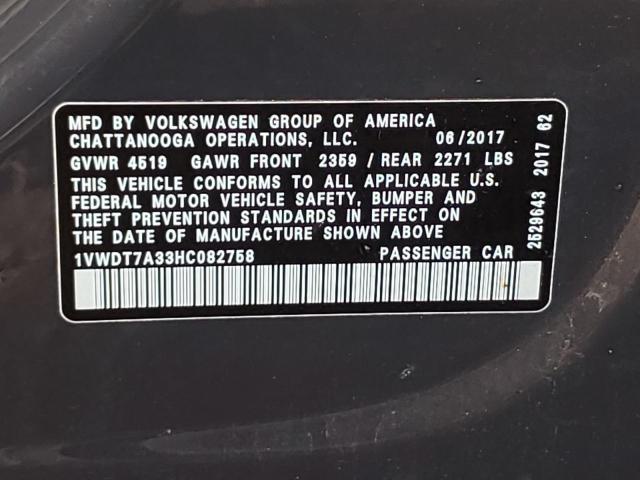 MFD BY VOLKSWAGEN GROUP OF AMERICA
CHATTANOOGA OPERATIONS, LLC. 06/2017
GVWR 4519 GAWR FRONT 2359 / REAR 2271 LBS
THIS VEHICLE CONFORMS TO ALL APPLICABLE U.S.
FEDERAL MOTOR VEHICLE SAFETY, BUMPER AND
THEFT PREVENTION STANDARDS IN EFFECT ON
THE DATE OF MANUFACTURE SHOWN ABOVE
1VWDT7A33HC082758 PASSENGER CAR
2529643 2017 62